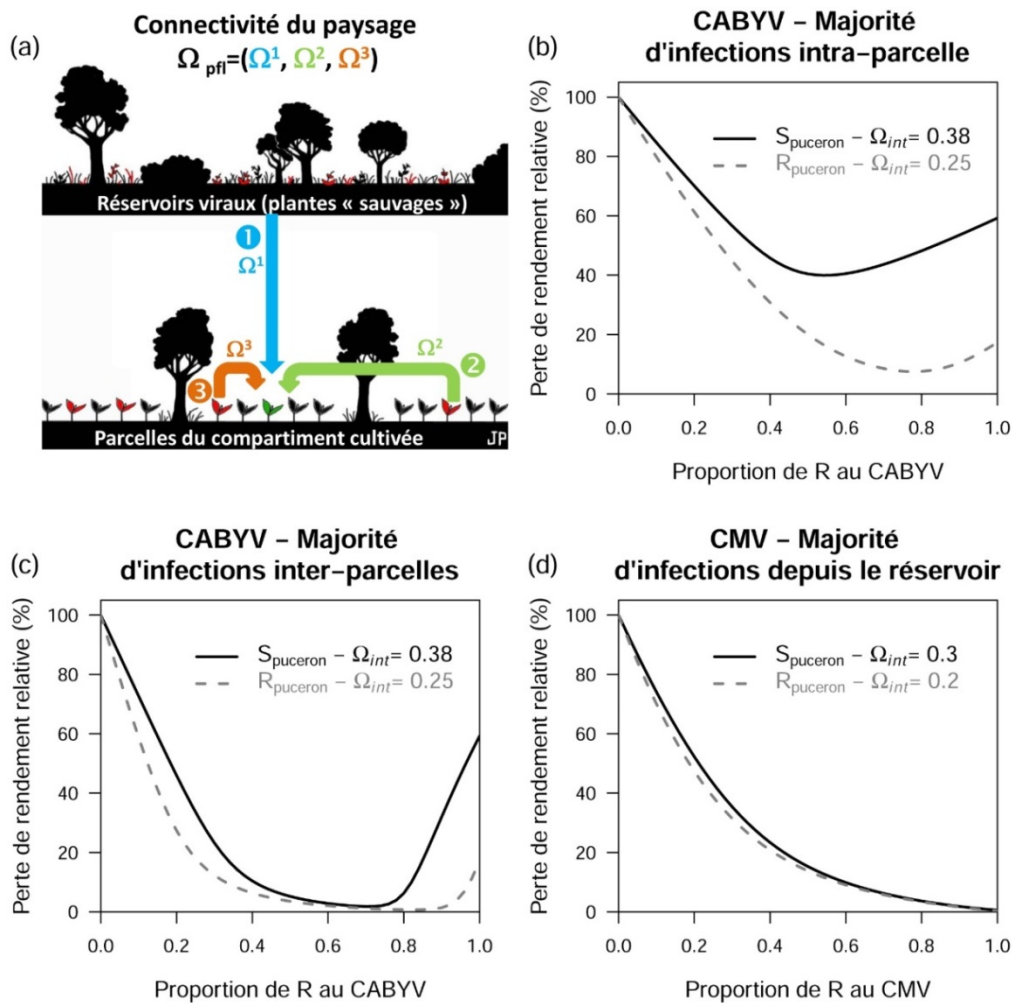 (a)
Connectivité du paysage
Ω pfl=(Ω¹, Ω², Ω³)
Réservoirs viraux (plantes « sauvages »)
1
Ω¹
Ω³
Ω²
2
3
Parcelles du compartiment cultivée
JP
(b)
CABYV – Majorité
d'infections intra–parcelle
Perte de rendement relative (%)
100
80
60
40
20
0
Spuceron – Ωint= 0.38
Rpuceron – Ωint= 0.25
0.0 0.2 0.4 0.6 0.8 1.0
Proportion de R au CABYV
(c)
CABYV – Majorité
d'infections inter–parcelles
Perte de rendement relative (%)
100
80
60
40
20
0
Spuceron – Ωint= 0.38
Rpuceron – Ωint= 0.25
0.0 0.2 0.4 0.6 0.8 1.0
Proportion de R au CABYV
(d)
CMV – Majorité
d'infections depuis le réservoir
Perte de rendement relative (%)
100
80
60
40
20
0
Spuceron – Ωint= 0.3
Rpuceron – Ωint= 0.2
0.0 0.2 0.4 0.6 0.8 1.0
Proportion de R au CMV